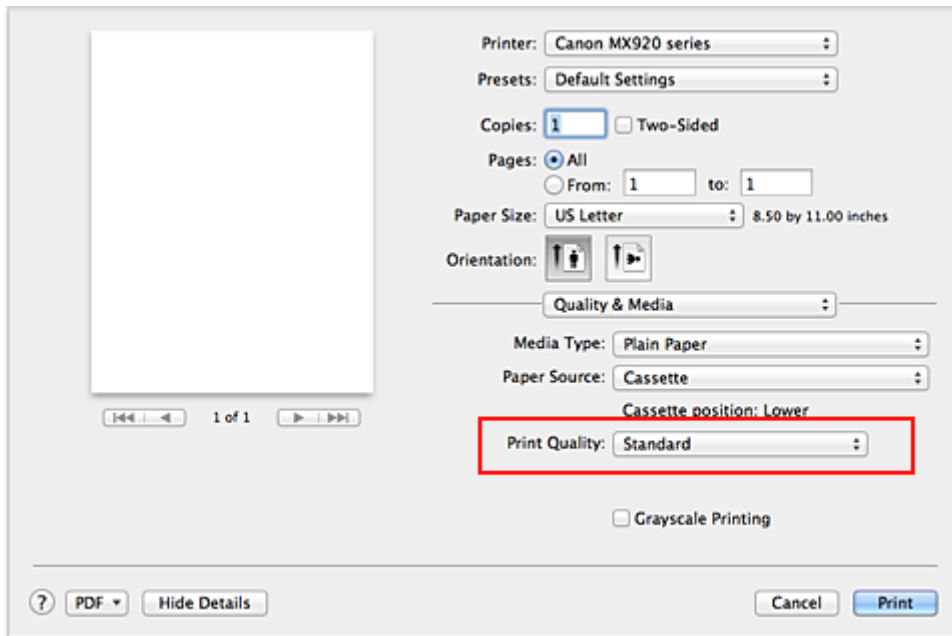 Printer: Canon MX920 series
Presets: Default Settings
Copies: 1 Two-Sided
Pages: All
From: 1 to: 1
Paper Size: US Letter 8.50 by 11.00 inches
Orientation:
Quality & Media
Media Type: Plain Paper
Paper Source: Cassette
Cassette position: Lower
1 of 1
Print Quality: Standard
Grayscale Printing
? PDF Hide Details Cancel Print